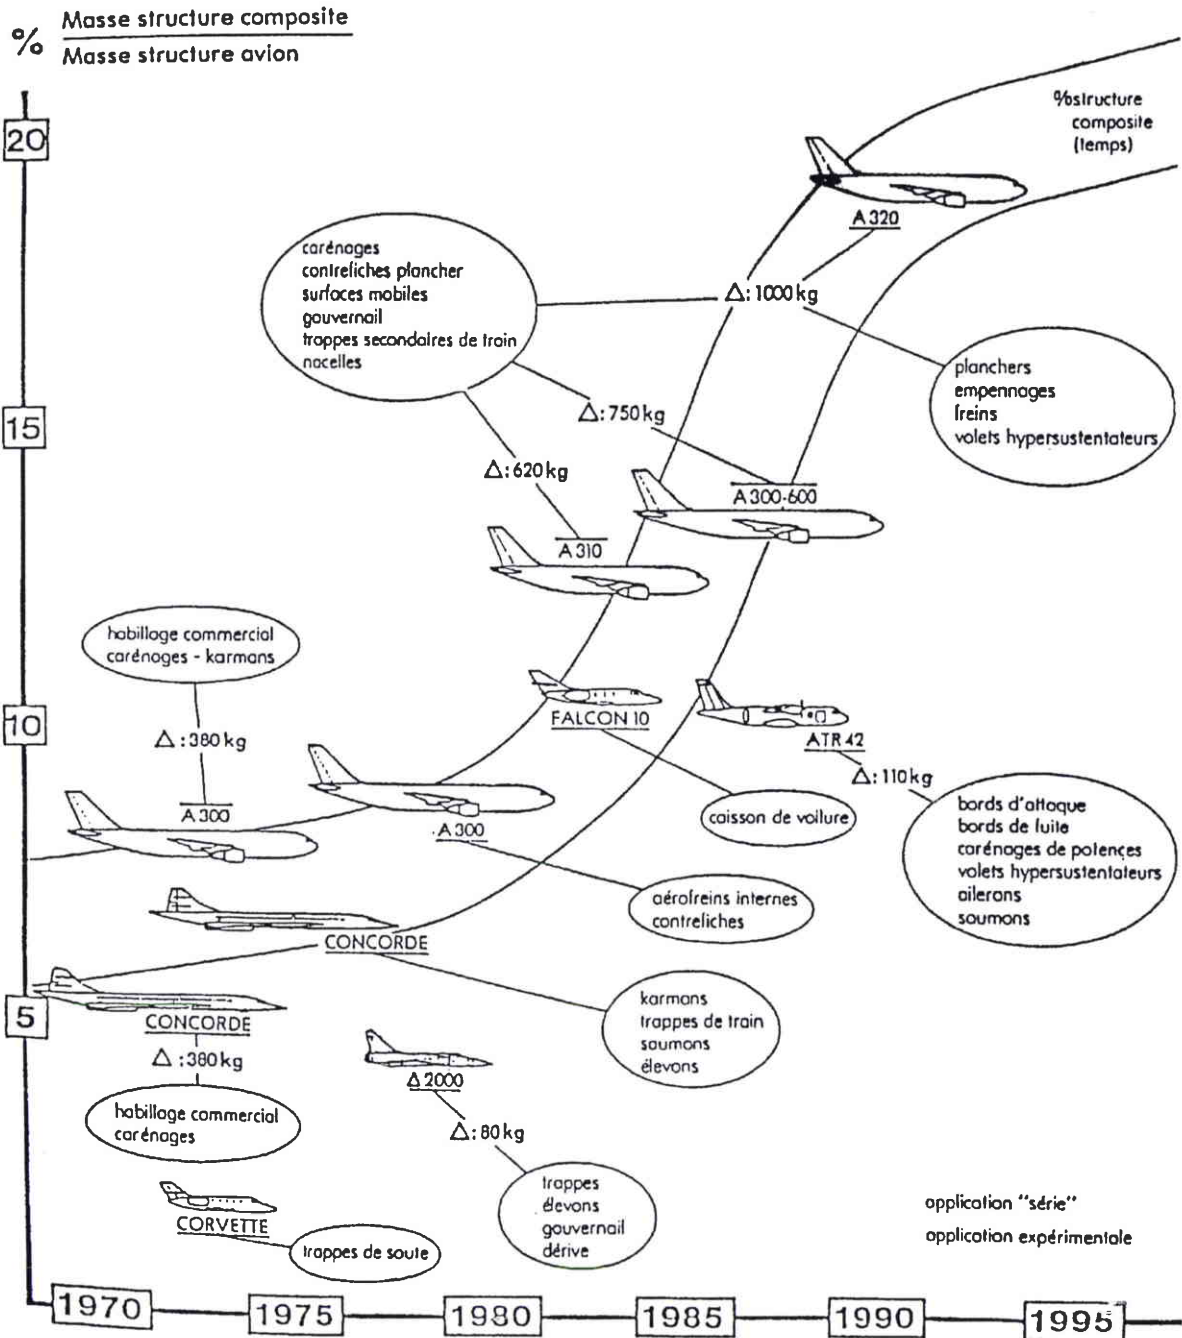 % Masse structure composite
Masse structure avion
20
%structure
composite
(temps)
A 320
carénages
contrefiches plancher
surfaces mobiles
gouvernail
trappes secondaires de train
nacelles
Δ: 1000 kg
planchers
empennages
freins
volets hypersustentateurs
15
Δ: 750 kg
Δ: 620 kg
A 300-600
A 310
habillage commercial
carénages - karmans
10
FALCON 10
Δ: 380 kg
ATR 42
Δ: 110 kg
A 300
A 300
caisson de voilure
bords d'attaque
bords de fuite
carénages de potences
volets hypersustentateurs
ailerons
saumons
aérofreins internes
contrefiches
CONCORDE
5
CONCORDE
karmans
trappes de train
saumons
élevons
Δ: 380 kg
Δ 2000
habillage commercial
carénages
Δ: 80 kg
trappes
élevons
gouvernail
dérive
CORVETTE
trappes de soute
application "série"
application expérimentale
1970 1975 1980 1985 1990 1995